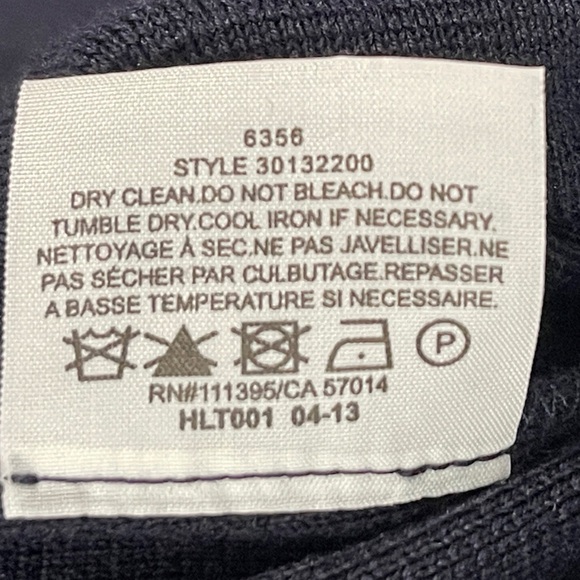 6356
STYLE 30132200
DRY CLEAN.DO NOT BLEACH.DO NOT
TUMBLE DRY.COOL IRON IF NECESSARY.
NETTOYAGE À SEC.NE PAS JAVELLISER.NE
PAS SÉCHER PAR CULBUTAGE.REPASSER
A BASSE TEMPERATURE SI NECESSAIRE.
P
RN#111395/CA 57014
HLT001 04-13